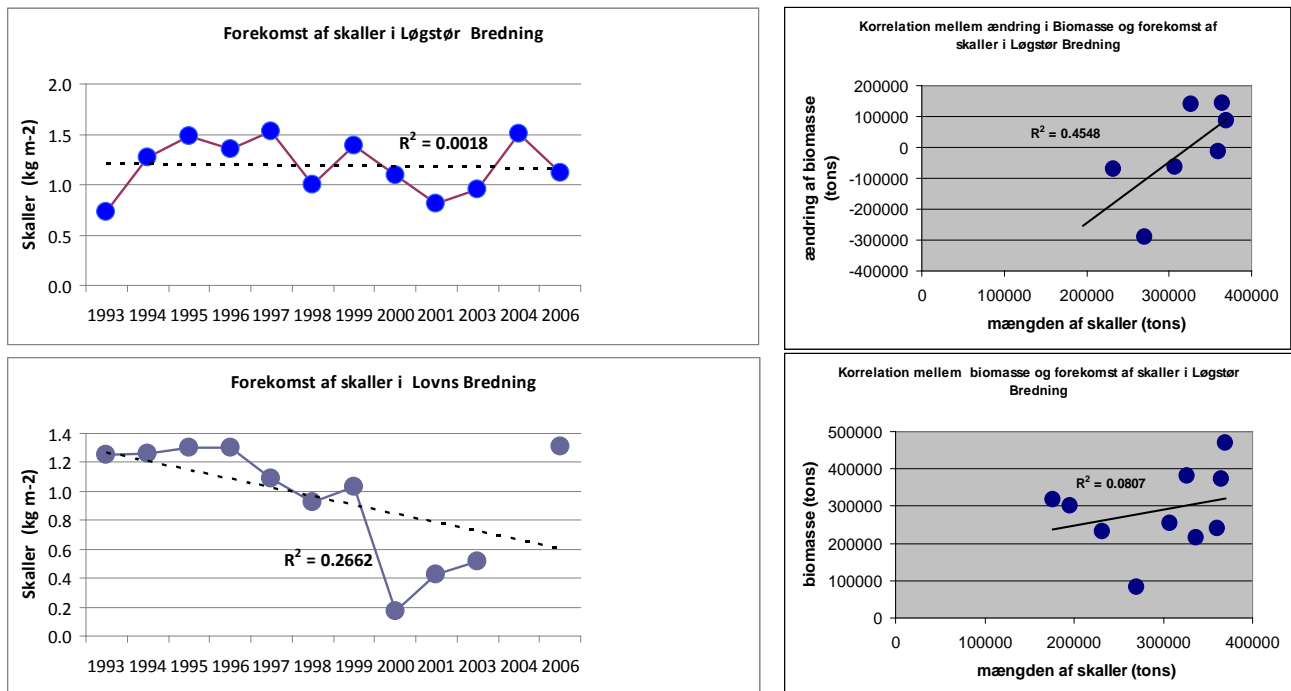 Forekomst af skaller i Løgstør Bredning
Skaller (kg m-2)
2.0
1.5
1.0
0.5
0.0
R² = 0.0018
1993 1994 1995 1996 1997 1998 1999 2000 2001 2003 2004 2006
Korrelation mellem ændring i Biomasse og forekomst af
skaller i Løgstør Bredning
ændring af biomasse
(tons)
200000
100000
0
-100000
-200000
-300000
-400000
R² = 0.4548
0 100000 200000 300000 400000
mængden af skaller (tons)
Forekomst af skaller i Lovns Bredning
Skaller (kg m-2)
1.4
1.2
1.0
0.8
0.6
0.4
0.2
0.0
R² = 0.2662
1993 1994 1995 1996 1997 1998 1999 2000 2001 2003 2004 2006
Korrelation mellem biomasse og forekomst af skaller i Løgstør
Bredning
biomasse (tons)
500000
400000
300000
200000
100000
0
R² = 0.0807
0 100000 200000 300000 400000
mængden af skaller (tons)